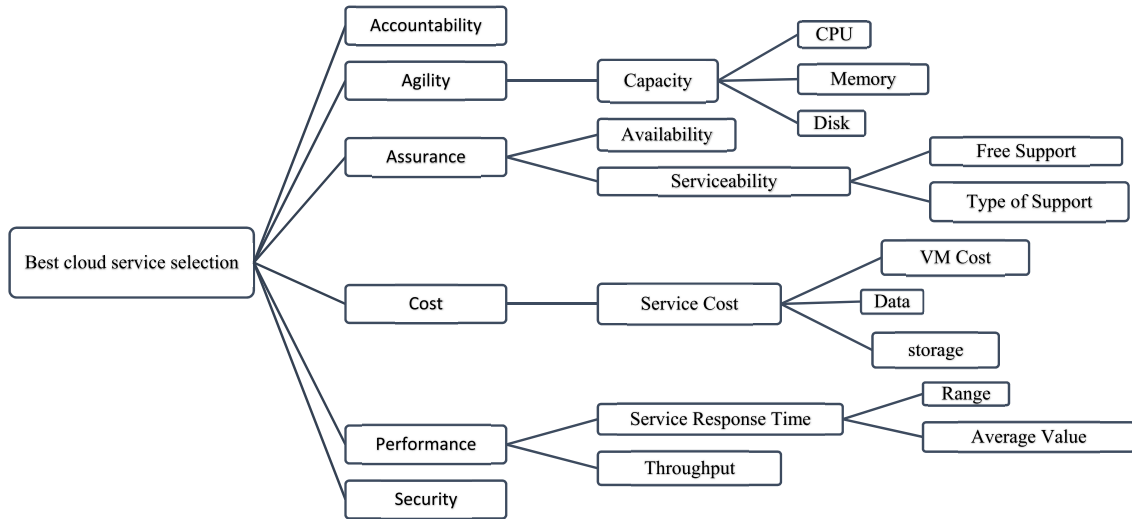 Accountability
CPU
Agility
Capacity
Memory
Disk
Availability
Assurance
Free Support
Serviceability
Type of Support
Best cloud service selection
VM Cost
Cost
Service Cost
Data
storage
Range
Service Response Time
Performance
Average Value
Throughput
Security